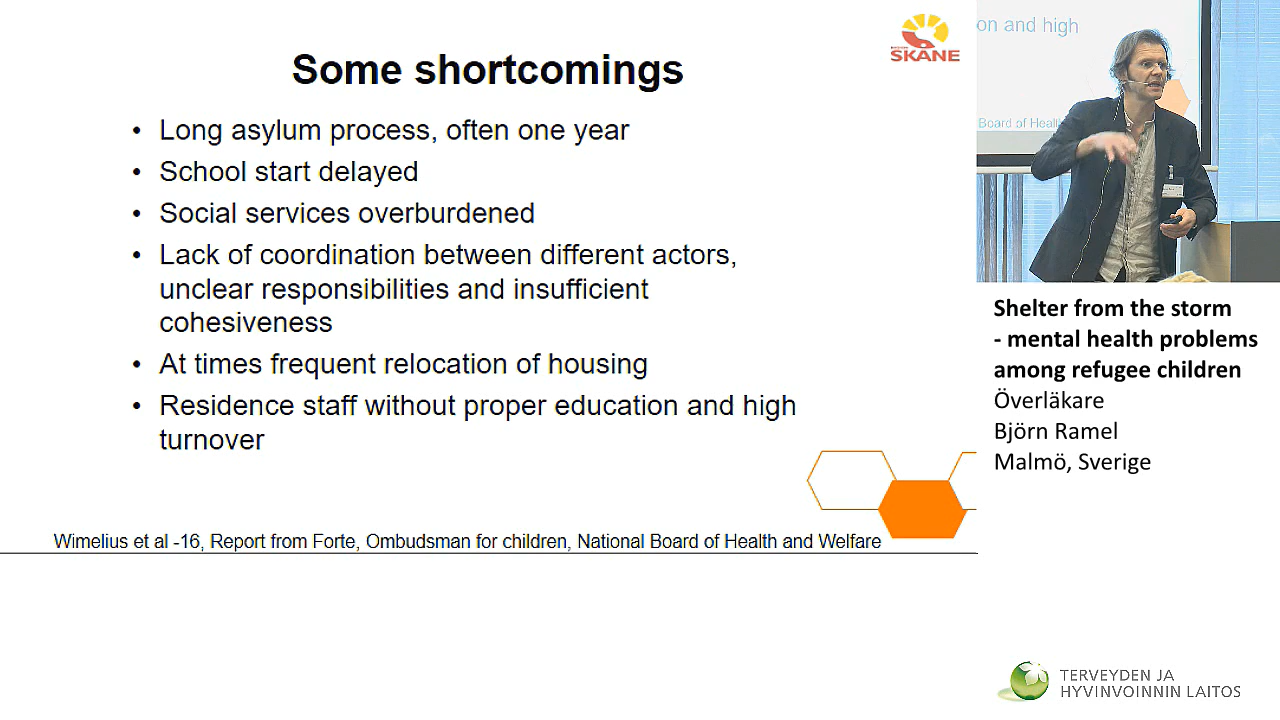 Some shortcomings
SKANE
• Long asylum process, often one year
• School start delayed
• Social services overburdened
• Lack of coordination between different actors,
unclear responsibilities and insufficient
cohesiveness
• At times frequent relocation of housing
• Residence staff without proper education and high
turnover
Wimelius et al -16, Report from Forte, Ombudsman for children, National Board of Health and Welfare
on and high
Board of Healt
Shelter from the storm
- mental health problems
among refugee children
Överläkare
Björn Ramel
Malmö, Sverige
TERVEYDEN JA
HYVINVOINNIN LAITOS